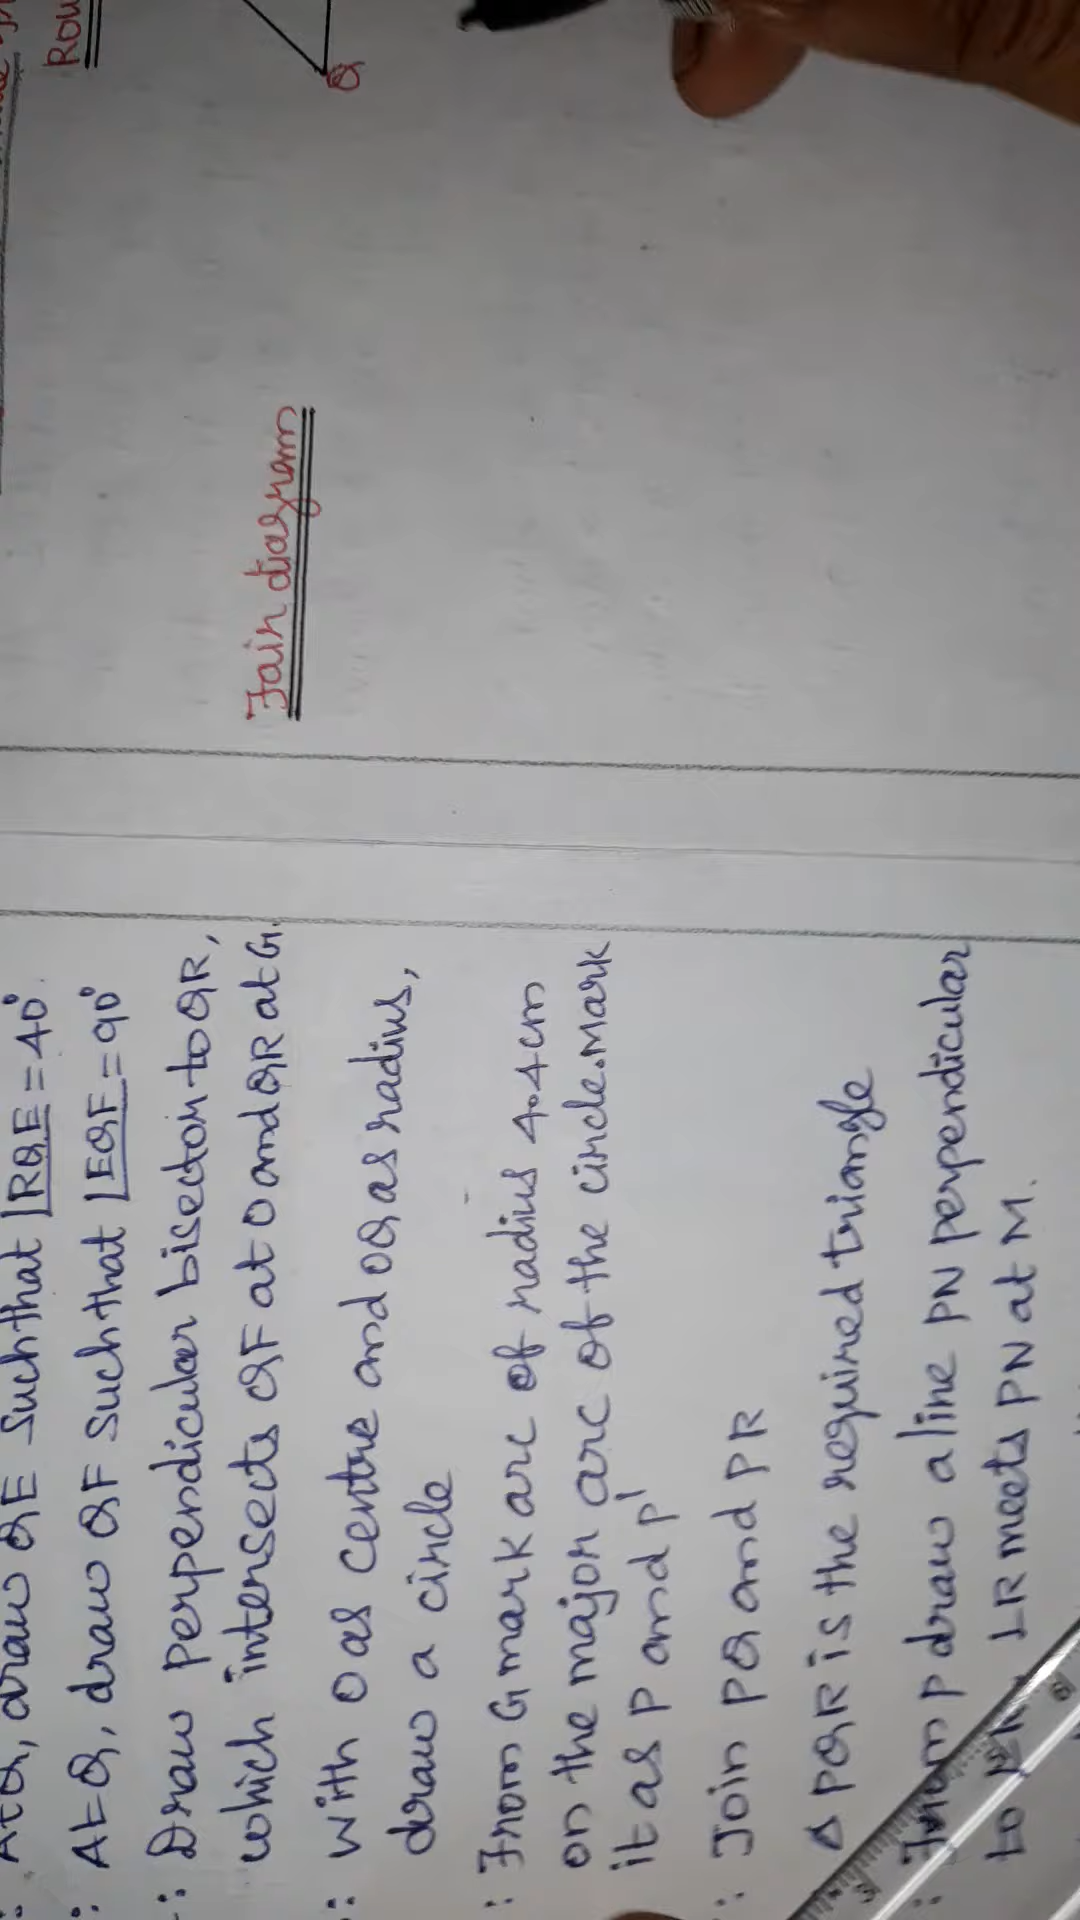 Rou
Q
Fair diagram
At Q, draw QE Such that ∠RQE = 40°.
: At Q, draw QF such that ∠EQF = 90°
: Draw perpendicular bisector to QR,
which intersects QF at O and QR at G.
: with O as centre and OQ as radius,
draw a circle
: From G mark arc of radius 4.4cm
on the major arc of the circle. Mark
it as P and P'
: Join PQ and PR
Δ PQR is the required triangle
: From P draw a line PN perpendicular
to LR meets PN at M.